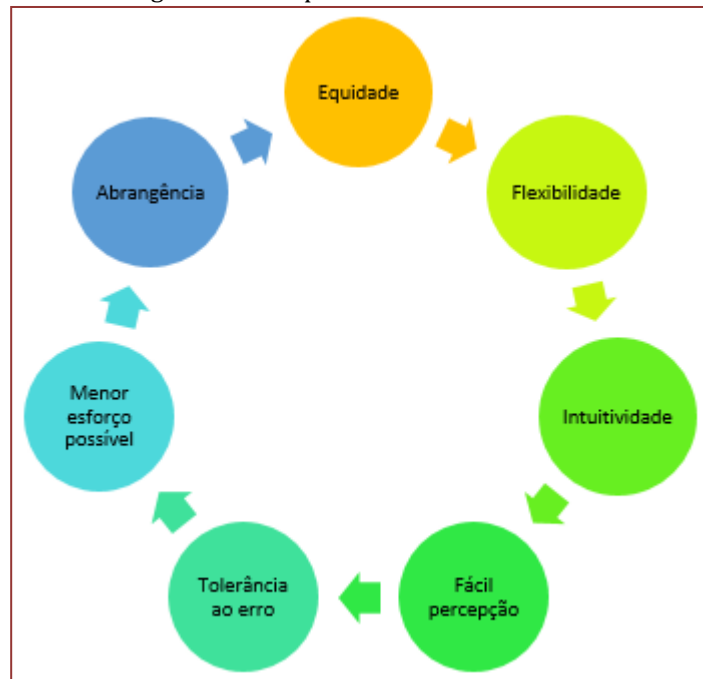 Equidade
Flexibilidade
Intuitividade
Fácil
percepção
Tolerância
ao erro
Menor
esforço
possível
Abrangência